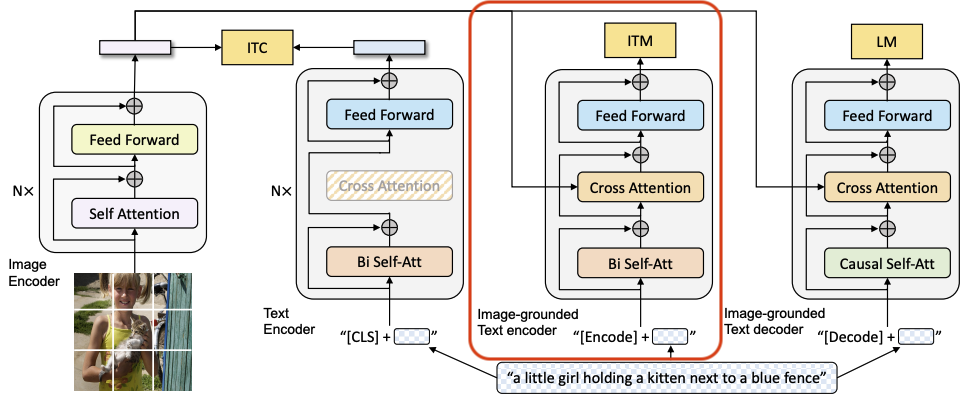 ITC
ITM
LM
Feed Forward
Self Attention
N×
Image
Encoder
Feed Forward
Cross Attention
Bi Self-Att
N×
Text
Encoder
“[CLS] + ”
Feed Forward
Cross Attention
Bi Self-Att
Image-grounded
Text encoder
“[Encode] + ”
Feed Forward
Cross Attention
Causal Self-Att
Image-grounded
Text decoder
“[Decode] + ”
“a little girl holding a kitten next to a blue fence”